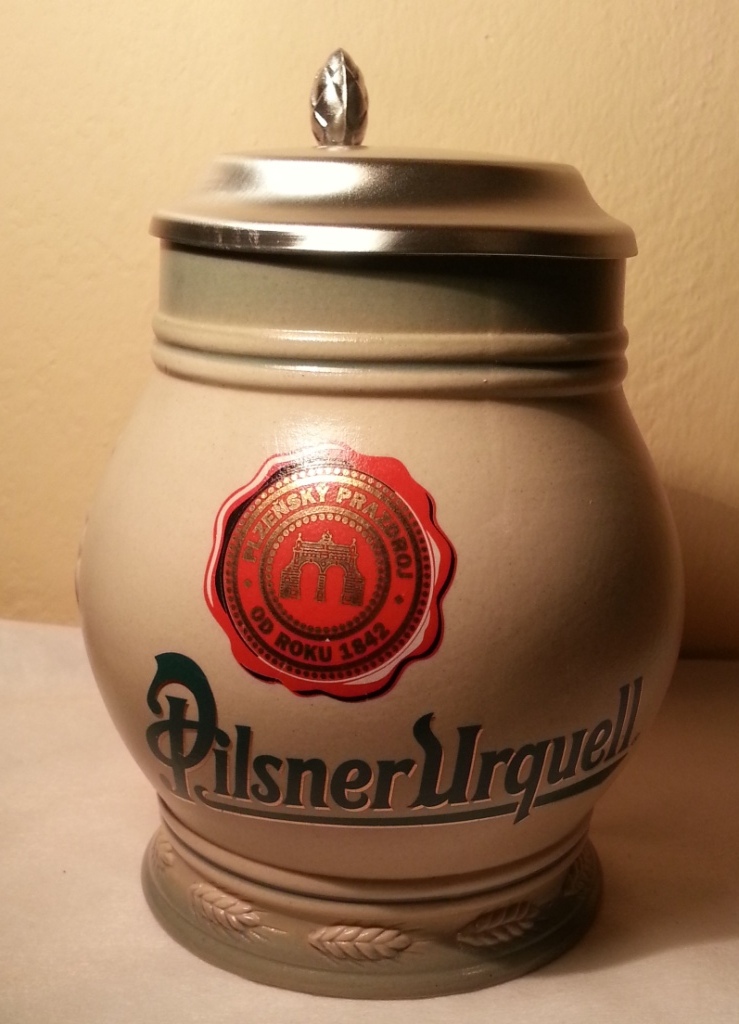 PLZEŇSKÝ PRAZDROJ
OD ROKU 1842
Pilsner Urquell